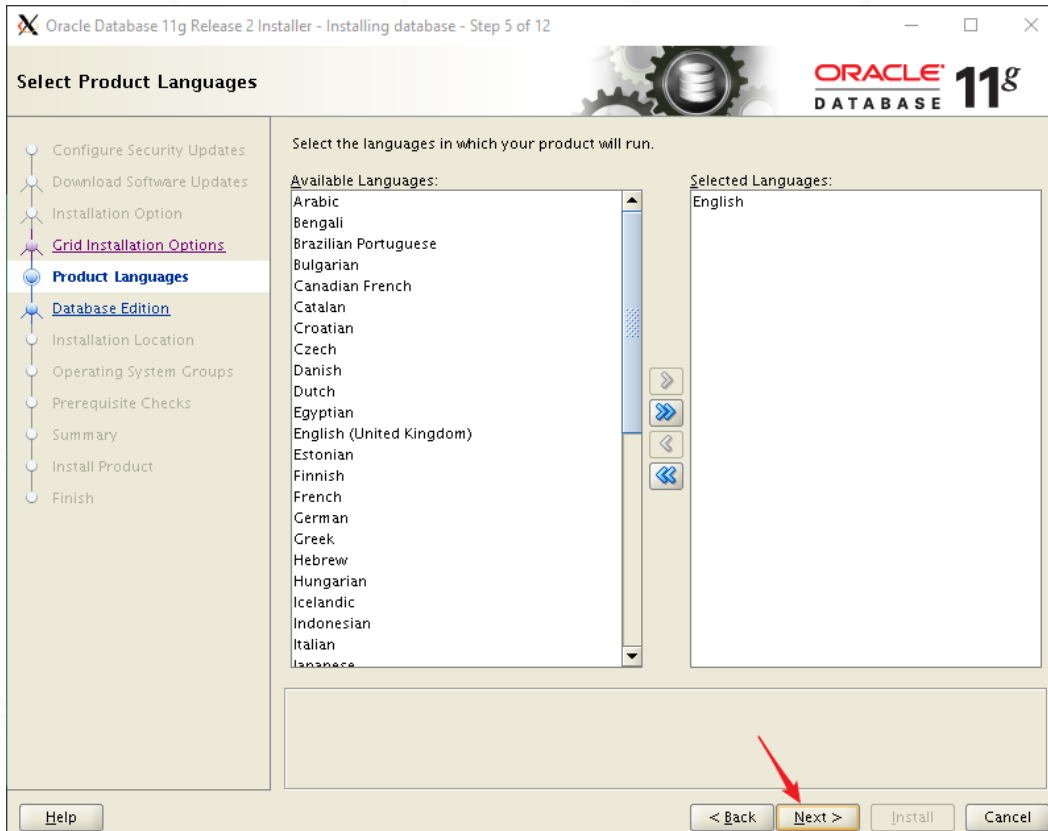 Oracle Database 11g Release 2 Installer - Installing database - Step 5 of 12
Select Product Languages
ORACLE
DATABASE
11g
Configure Security Updates
Download Software Updates
Installation Option
Grid Installation Options
Product Languages
Database Edition
Installation Location
Operating System Groups
Prerequisite Checks
Summary
Install Product
Finish
Select the languages in which your product will run.
Available Languages:
Arabic
Bengali
Brazilian Portuguese
Bulgarian
Canadian French
Catalan
Croatian
Czech
Danish
Dutch
Egyptian
English (United Kingdom)
Estonian
Finnish
French
German
Greek
Hebrew
Hungarian
Icelandic
Indonesian
Italian
Japanese
Selected Languages:
English
Help
< Back
Next >
Install
Cancel